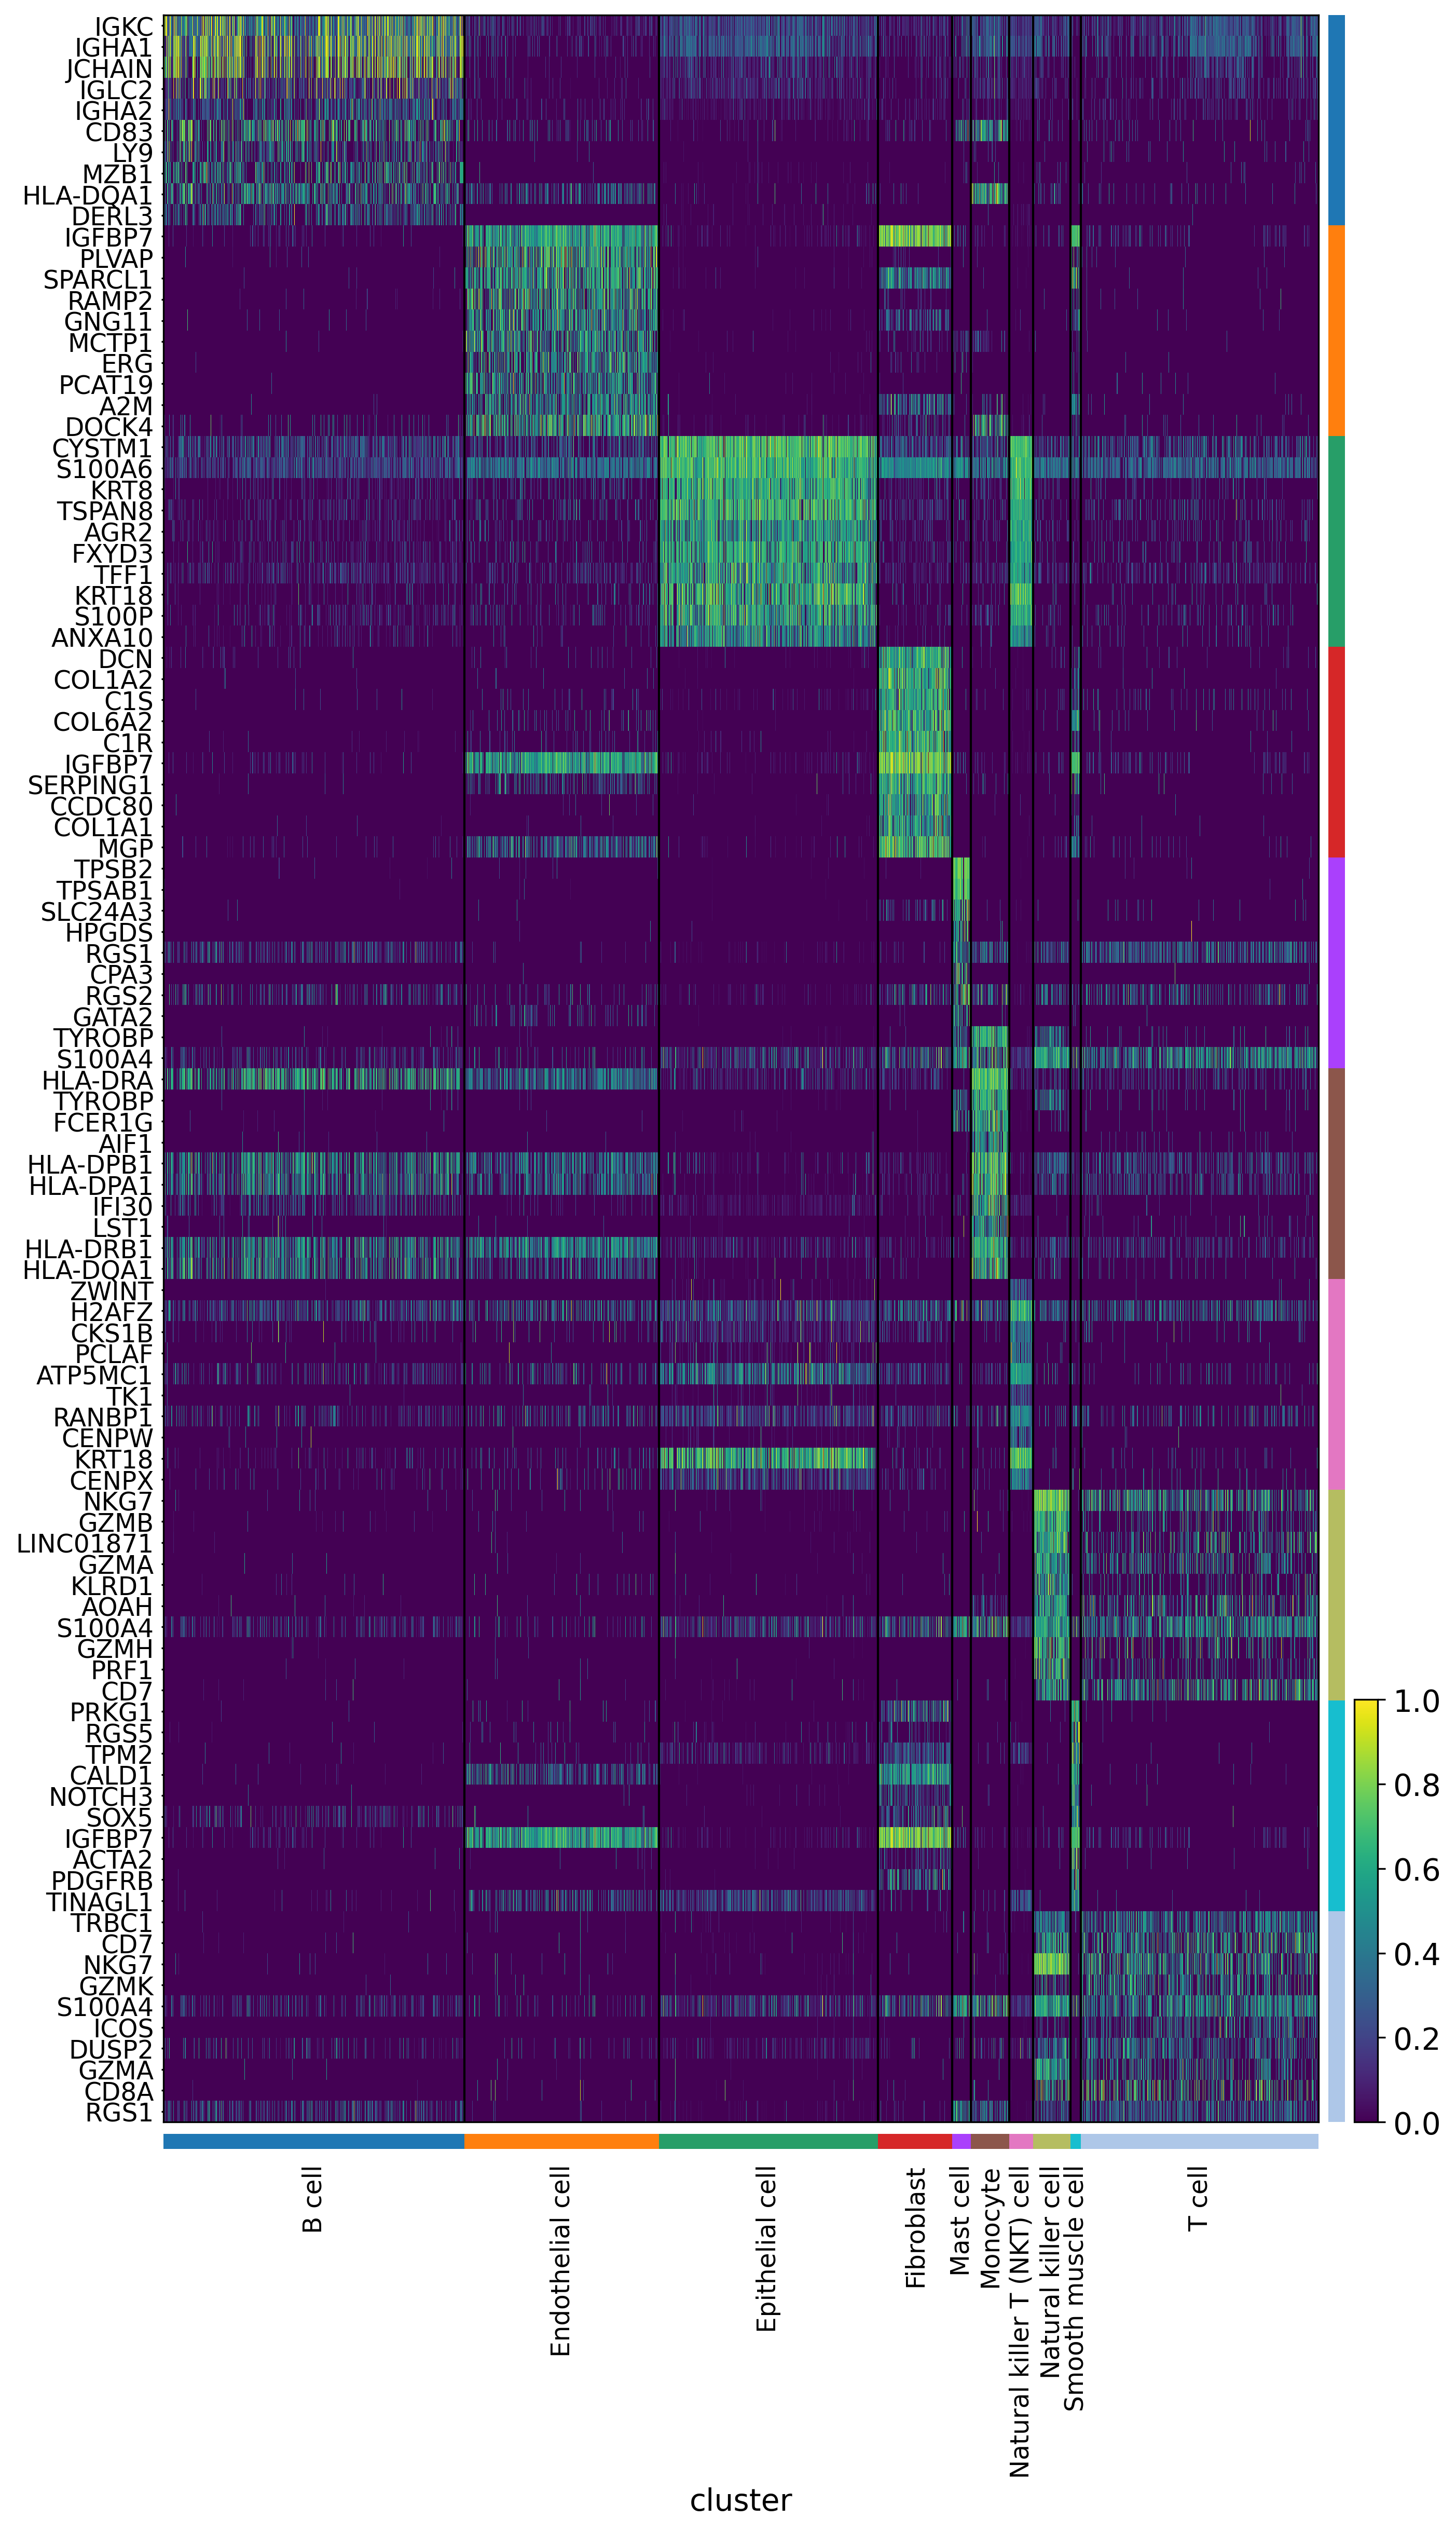 IGKC
IGHA1
JCHAIN
IGLC2
IGHA2
CD83
LY9
MZB1
HLA-DQA1
DERL3
IGFBP7
PLVAP
SPARCL1
RAMP2
GNG11
MCTP1
ERG
PCAT19
A2M
DOCK4
CYSTM1
S100A6
KRT8
TSPAN8
AGR2
FXYD3
TFF1
KRT18
S100P
ANXA10
DCN
COL1A2
C1S
COL6A2
C1R
IGFBP7
SERPING1
CCDC80
COL1A1
MGP
TPSB2
TPSAB1
SLC24A3
HPGDS
RGS1
CPA3
RGS2
GATA2
TYROBP
S100A4
HLA-DRA
TYROBP
FCER1G
AIF1
HLA-DPB1
HLA-DPA1
IFI30
LST1
HLA-DRB1
HLA-DQA1
ZWINT
H2AFZ
CKS1B
PCLAF
ATP5MC1
TK1
RANBP1
CENPW
KRT18
CENPX
NKG7
GZMB
LINC01871
GZMA
KLRD1
AOAH
S100A4
GZMH
PRF1
CD7
PRKG1
RGS5
TPM2
CALD1
NOTCH3
SOX5
IGFBP7
ACTA2
PDGFRB
TINAGL1
TRBC1
CD7
NKG7
GZMK
S100A4
ICOS
DUSP2
GZMA
CD8A
RGS1
1.0
0.8
0.6
0.4
0.2
0.0
B cell
Endothelial cell
Epithelial cell
Fibroblast
Mast cell
Monocyte
Natural killer T (NKT) cell
Natural killer cell
Smooth muscle cell
T cell
cluster